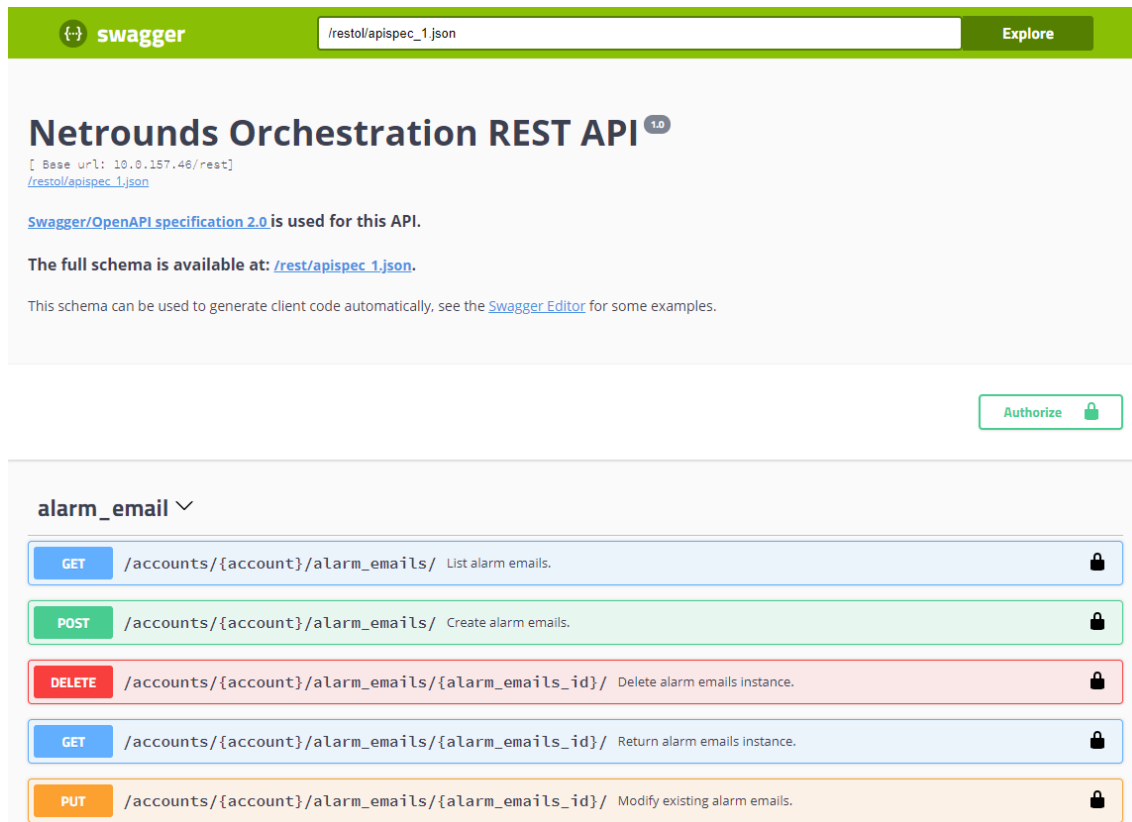 {··} swagger /restol/apispec_1.json Explore
Netrounds Orchestration REST API 1.0
[ Base url: 10.0.157.46/rest]
/restol/apispec_1.json
Swagger/OpenAPI specification 2.0 is used for this API.
The full schema is available at: /rest/apispec_1.json.
This schema can be used to generate client code automatically, see the Swagger Editor for some examples.
Authorize
alarm_email
GET /accounts/{account}/alarm_emails/ List alarm emails.
POST /accounts/{account}/alarm_emails/ Create alarm emails.
DELETE /accounts/{account}/alarm_emails/{alarm_emails_id}/ Delete alarm emails instance.
GET /accounts/{account}/alarm_emails/{alarm_emails_id}/ Return alarm emails instance.
PUT /accounts/{account}/alarm_emails/{alarm_emails_id}/ Modify existing alarm emails.